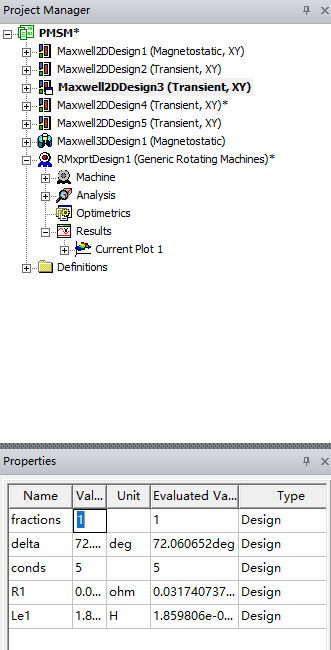 Project Manager
PMSM*
Maxwell2DDesign1 (Magnetostatic, XY)
Maxwell2DDesign2 (Transient, XY)
Maxwell2DDesign3 (Transient, XY)
Maxwell2DDesign4 (Transient, XY)*
Maxwell2DDesign5 (Transient, XY)
Maxwell3DDesign1 (Magnetostatic)
RMxprtDesign1 (Generic Rotating Machines)*
Machine
Analysis
Optimetrics
Results
Current Plot 1
Definitions
Properties
Name Val... Unit Evaluated Va... Type
fractions 1 1 Design
delta 72.... deg 72.060652deg Design
conds 5 5 Design
R1 0.0... ohm 0.031740737... Design
Le1 1.8... H 1.859806e-0... Design